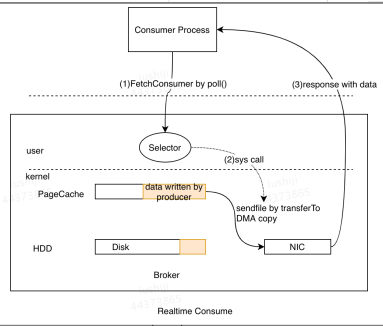 Consumer Process
(1)FetchConsumer by poll()
(3)response with data
Selector
user
(2)sys call
kernel
PageCache
data written by
producer
sendfile by transferTo
DMA copy
HDD
Disk
NIC
Broker
44373865
Realtime Consume